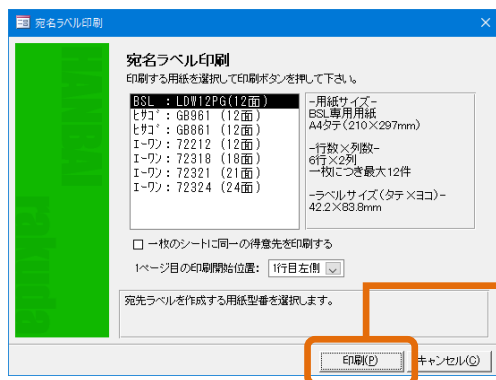 宛名ラベル印刷
宛名ラベル印刷
印刷する用紙を選択して印刷ボタンを押して下さい。
BSL : LDW12PG(12面)
ﾋｻｺﾞ: GB961 (12面)
ﾋｻｺﾞ: GB861 (12面)
ｴｰﾜﾝ: 72212 (12面)
ｴｰﾜﾝ: 72318 (18面)
ｴｰﾜﾝ: 72321 (21面)
ｴｰﾜﾝ: 72324 (24面)
-用紙サイズ-
BSL専用用紙
A4タテ(210×297mm)
-行数×列数-
6行×2列
一枚につき最大12件
-ラベルサイズ(タテ×ヨコ)-
42.2×83.8mm
一枚のシートに同一の得意先を印刷する
1ページ目の印刷開始位置: 1行目左側
宛先ラベルを作成する用紙型番を選択します。
印刷(P)
キャンセル(C)
HANBAI
rakuda